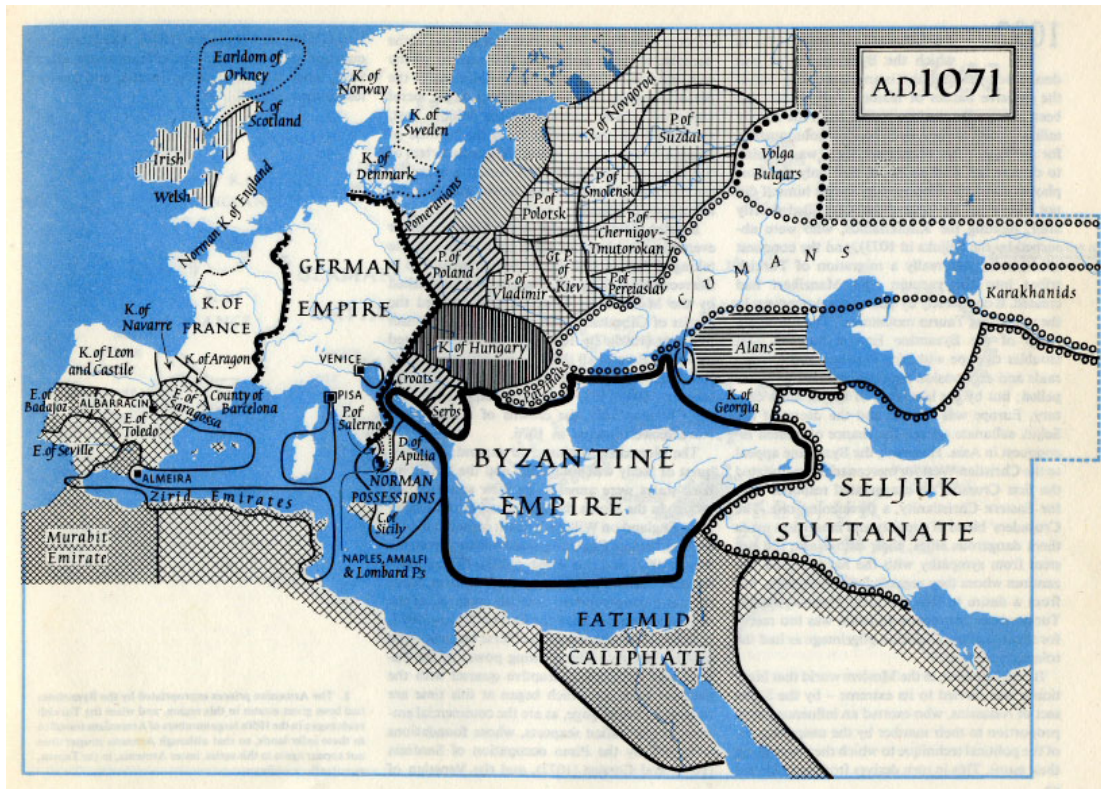 A.D.1071
Earldom of
Orkney
K. of
Scotland
Irish
Welsh
Norman K. of England
K. of
Norway
K. of
Sweden
K. of
Denmark
P. of Novgorod
P. of
Suzdal
Volga
Bulgars
P. of
Smolensk
P. of
Polotsk
P. of
Chernigov-
Tmutorokan
Pomeranians
P. of
Poland
P. of
Vladimir
Gt P.
of
Kiev
P. of
Pereiaslav
CUMANS
Karakhanids
GERMAN
EMPIRE
K. OF
FRANCE
K. of
Navarre
K. of Leon
and Castile
K. of Aragon
County of
Barcelona
E. of
Badajoz
ALBARRACIN
E. of
Saragossa
E. of
Toledo
E. of Seville
ALMEIRA
Zirid Emirates
Murabit
Emirate
VENICE
PISA
P. of
Salerno
D. of
Apulia
NORMAN
POSSESSIONS
C. of
Sicily
NAPLES, AMALFI
& Lombard Ps
K. of Hungary
Croats
Serbs
Alans
K. of
Georgia
BYZANTINE
EMPIRE
SELJUK
SULTANATE
FATIMID
CALIPHATE